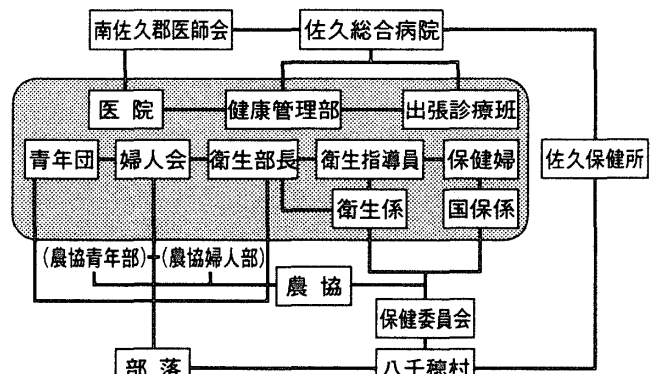 南佐久郡医師会
佐久総合病院
医院
健康管理部
出張診療班
青年団
婦人会
衛生部長
衛生指導員
保健婦
佐久保健所
衛生係
国保係
(農協青年部)
(農協婦人部)
農協
保健委員会
部落
八千穂村